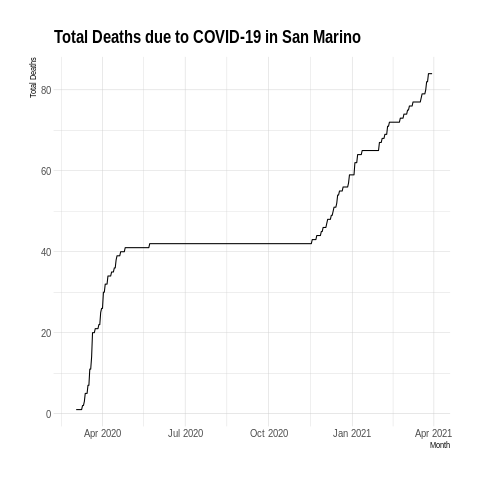 Total Deaths due to COVID-19 in San Marino
Total Deaths
80
60
40
20
0
Apr 2020 Jul 2020 Oct 2020 Jan 2021 Apr 2021
Month